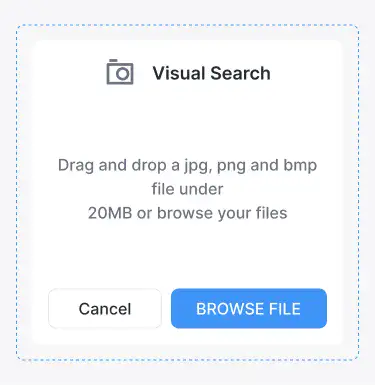 Visual Search
Drag and drop a jpg, png and bmp
file under
20MB or browse your files
Cancel
BROWSE FILE